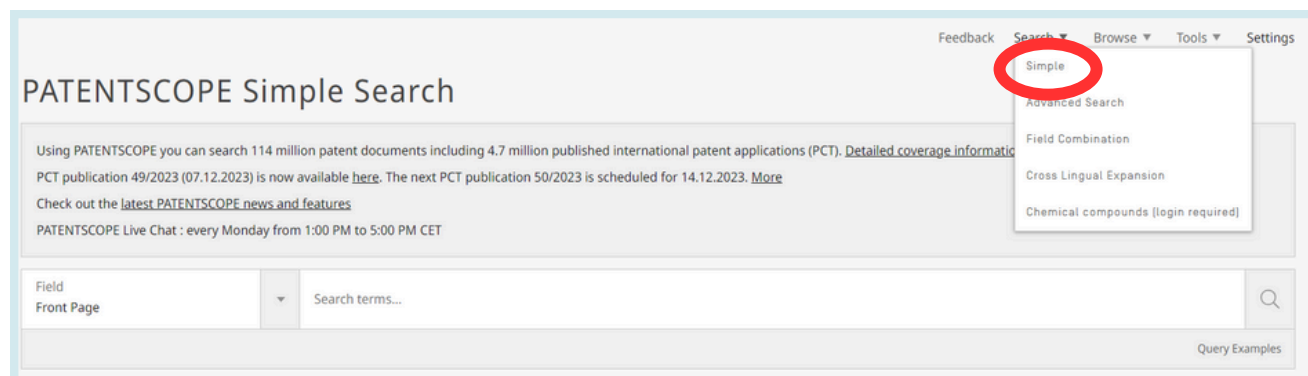 Feedback Search ▼ Browse ▼ Tools ▼ Settings
Simple
PATENTSCOPE Simple Search
Advanced Search
Field Combination
Cross Lingual Expansion
Chemical compounds [login required]
Using PATENTSCOPE you can search 114 million patent documents including 4.7 million published international patent applications (PCT). Detailed coverage
PCT publication 49/2023 (07.12.2023) is now available here. The next PCT publication 50/2023 is scheduled for 14.12.2023. More
Check out the latest PATENTSCOPE news and features
PATENTSCOPE Live Chat : every Monday from 1:00 PM to 5:00 PM CET
Field
Front Page
Search terms...
Query Examples